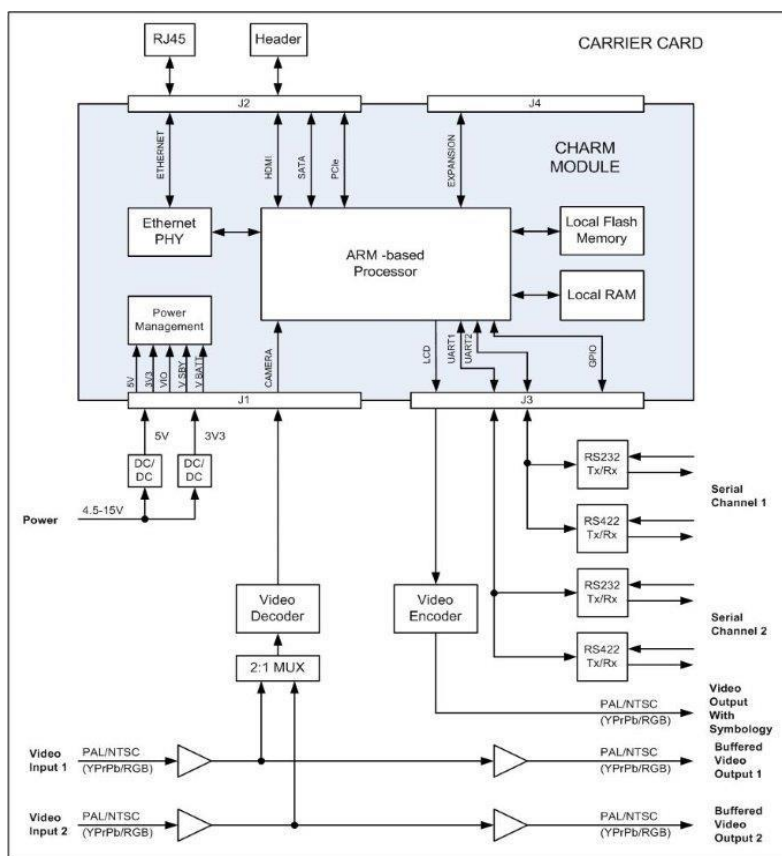 RJ45
Header
CARRIER CARD
J2
J4
ETHERNET
HDMI
SATA
PCIe
EXPANSION
CHARM
MODULE
Ethernet
PHY
ARM -based
Processor
Local Flash
Memory
Local RAM
Power
Management
5V
3V3
VIO
V SBY
V BATT
CAMERA
LCD
UART1
UART2
GPIO
J1
J3
5V
3V3
DC/
DC
DC/
DC
Power
4.5-15V
RS232
Tx/Rx
Serial
Channel 1
RS422
Tx/Rx
Video
Decoder
Video
Encoder
RS232
Tx/Rx
Serial
Channel 2
RS422
Tx/Rx
2:1 MUX
PAL/NTSC
(YPrPb/RGB)
Video
Output
With
Symbology
Video
Input 1
PAL/NTSC
(YPrPb/RGB)
PAL/NTSC
(YPrPb/RGB)
Buffered
Video
Output 1
Video
Input 2
PAL/NTSC
(YPrPb/RGB)
PAL/NTSC
(YPrPb/RGB)
Buffered
Video
Output 2